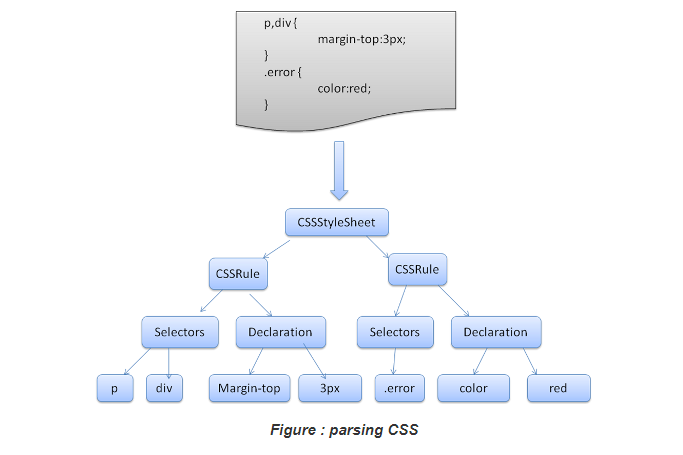 p,div {
margin-top:3px;
}
.error {
color:red;
}
CSSStyleSheet
CSSRule
CSSRule
Selectors
Declaration
Selectors
Declaration
p
div
Margin-top
3px
.error
color
red
Figure : parsing CSS